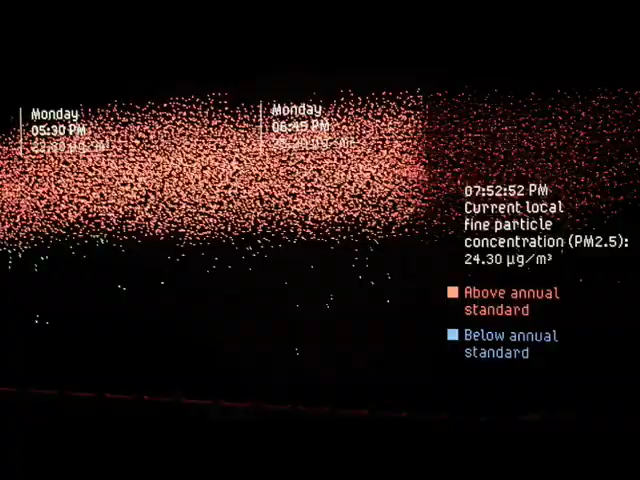 Monday
05:30 PM
Monday
06:45 PM
07:52:52 PM
Current local
fine particle
concentration (PM2.5):
24.30 µg/m³
Above annual
standard
Below annual
standard